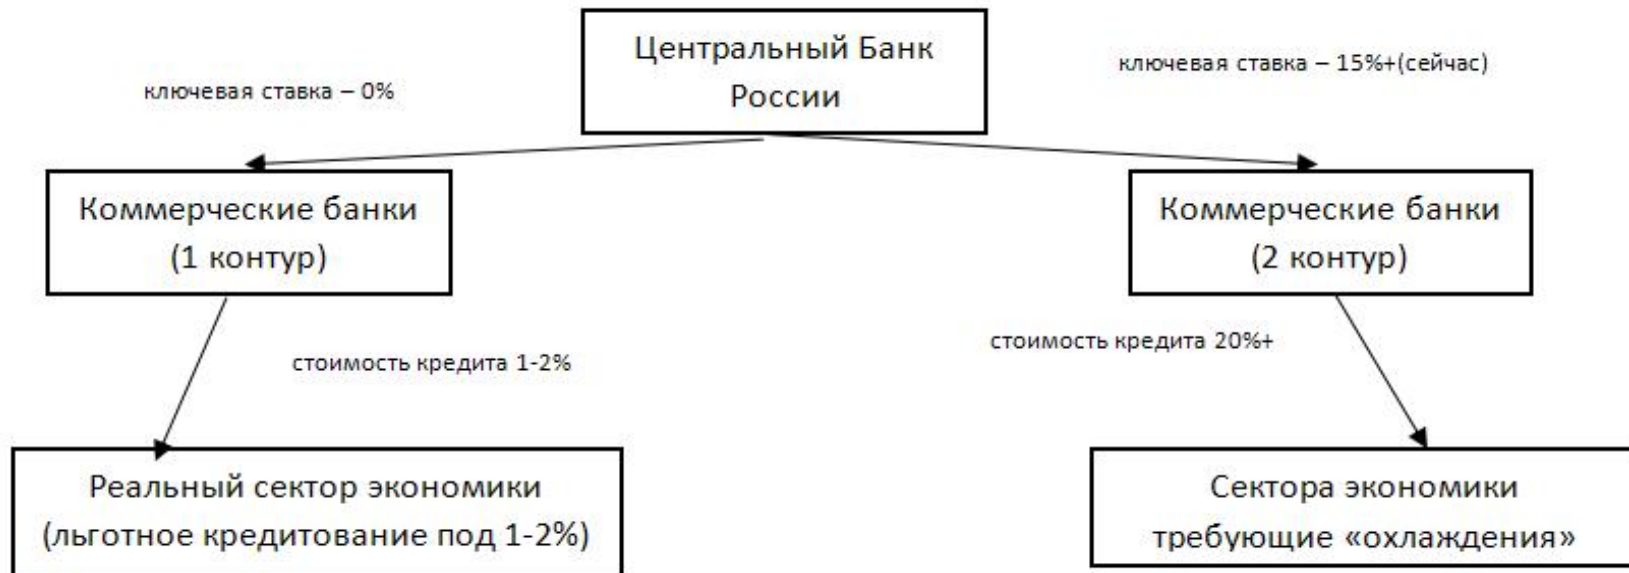 Центральный Банк
России
ключевая ставка – 0%
ключевая ставка – 15%+(сейчас)
Коммерческие банки
(1 контур)
Коммерческие банки
(2 контур)
стоимость кредита 1-2%
стоимость кредита 20%+
Реальный сектор экономики
(льготное кредитование под 1-2%)
Сектора экономики
требующие «охлаждения»